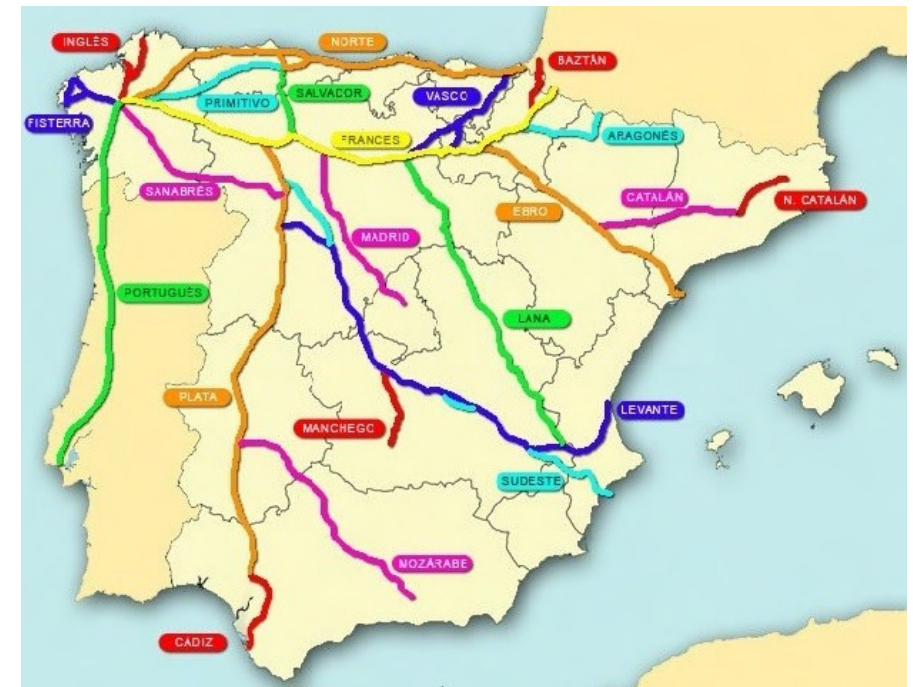 INGLÉS
NORTE
BAZTÁN
PRIMITIVO
SALVADOR
VASCO
FISTERRA
FRANCES
ARAGONÉS
SANABRÉS
CATALÁN
N. CATALÁN
EBRO
MADRID
PORTUGUÉS
LANA
PLATA
MANCHEGO
LEVANTE
SUDESTE
MOZÁRABE
CÁDIZ